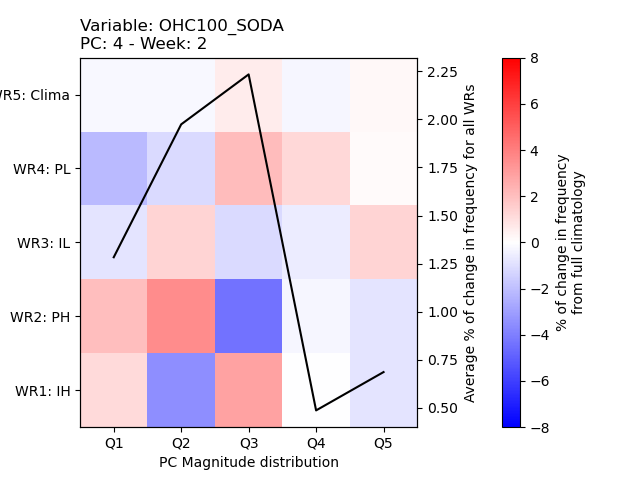 Variable: OHC100_SODA
PC: 4 - Week: 2
R5: Clima
WR4: PL
WR3: IL
WR2: PH
WR1: IH
Q1 Q2 Q3 Q4 Q5
PC Magnitude distribution
2.25
2.00
1.75
1.50
1.25
1.00
0.75
0.50
Average % of change in frequency for all WRs
8
6
4
2
0
−2
−4
−6
−8
% of change in frequency
from full climatology